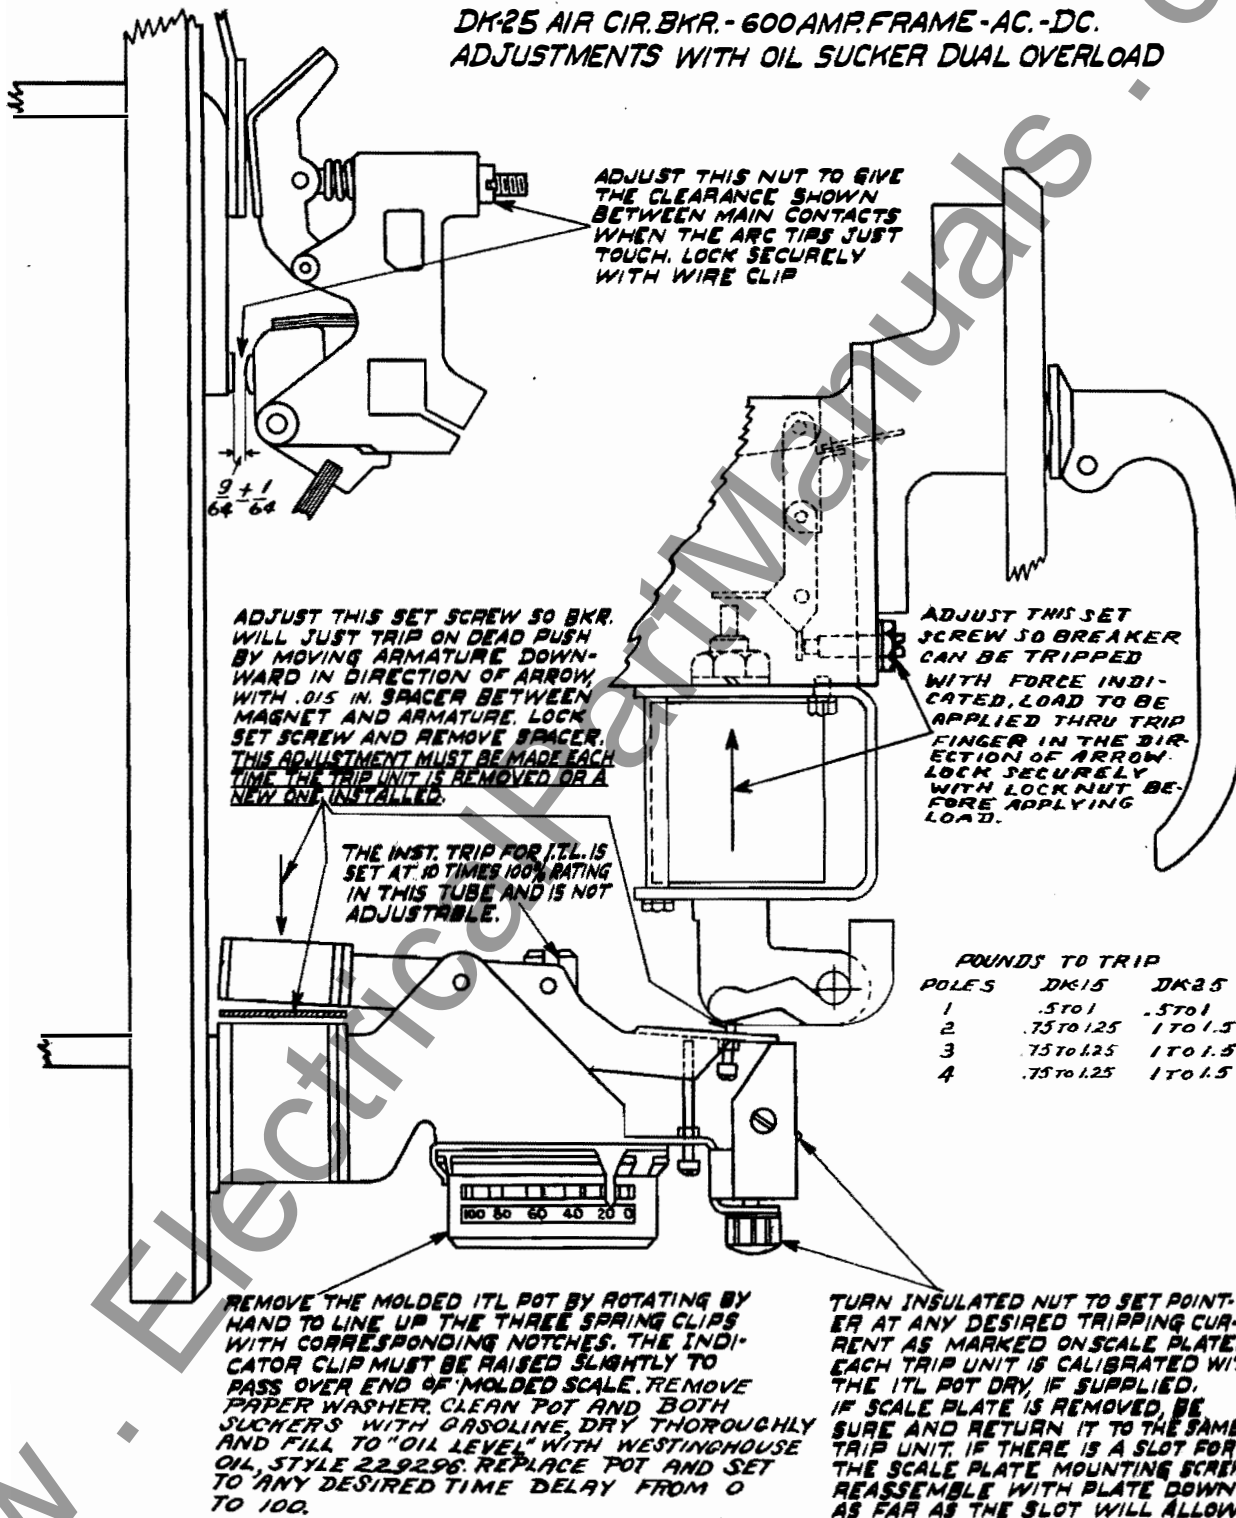 DK-25 AIR CIR.BKR.-600 AMP.FRAME-AC.-DC.
ADJUSTMENTS WITH OIL SUCKER DUAL OVERLOAD
ADJUST THIS NUT TO GIVE
THE CLEARANCE SHOWN
BETWEEN MAIN CONTACTS
WHEN THE ARC TIPS JUST
TOUCH. LOCK SECURELY
WITH WIRE CLIP
9/64 ± 1/64
ADJUST THIS SET SCREW SO BKR.
WILL JUST TRIP ON DEAD PUSH
BY MOVING ARMATURE DOWN-
WARD IN DIRECTION OF ARROW,
WITH .015 IN. SPACER BETWEEN
MAGNET AND ARMATURE. LOCK
SET SCREW AND REMOVE SPACER.
THIS ADJUSTMENT MUST BE MADE EACH
TIME THE TRIP UNIT IS REMOVED OR A
NEW ONE INSTALLED.
ADJUST THIS SET
SCREW SO BREAKER
CAN BE TRIPPED
WITH FORCE INDI-
CATED. LOAD TO BE
APPLIED THRU TRIP
FINGER IN THE DIR-
ECTION OF ARROW.
LOCK SECURELY
WITH LOCK NUT BE-
FORE APPLYING
LOAD.
THE INST. TRIP FOR I.T.L. IS
SET AT 10 TIMES 100% RATING
IN THIS TUBE AND IS NOT
ADJUSTABLE.
POUNDS TO TRIP
POLES DK-15 DK-25
1 .5 TO 1 .5 TO 1
2 .75 TO 1.25 1 TO 1.5
3 .75 TO 1.25 1 TO 1.5
4 .75 TO 1.25 1 TO 1.5
100 80 60 40 20 0
REMOVE THE MOLDED ITL POT BY ROTATING BY
HAND TO LINE UP THE THREE SPRING CLIPS
WITH CORRESPONDING NOTCHES. THE INDI-
CATOR CLIP MUST BE RAISED SLIGHTLY TO
PASS OVER END OF MOLDED SCALE. REMOVE
PAPER WASHER. CLEAN POT AND BOTH
SUCKERS WITH GASOLINE, DRY THOROUGHLY
AND FILL TO "OIL LEVEL" WITH WESTINGHOUSE
OIL, STYLE 229296. REPLACE POT AND SET
TO ANY DESIRED TIME DELAY FROM 0
TO 100.
TURN INSULATED NUT TO SET POINT-
ER AT ANY DESIRED TRIPPING CUR-
RENT AS MARKED ON SCALE PLATE.
EACH TRIP UNIT IS CALIBRATED WIT
THE ITL POT DRY, IF SUPPLIED.
IF SCALE PLATE IS REMOVED, BE
SURE AND RETURN IT TO THE SAME
TRIP UNIT. IF THERE IS A SLOT FOR
THE SCALE PLATE MOUNTING SCREW
REASSEMBLE WITH PLATE DOWN
AS FAR AS THE SLOT WILL ALLOW
w . ElectricalPartManuals . c